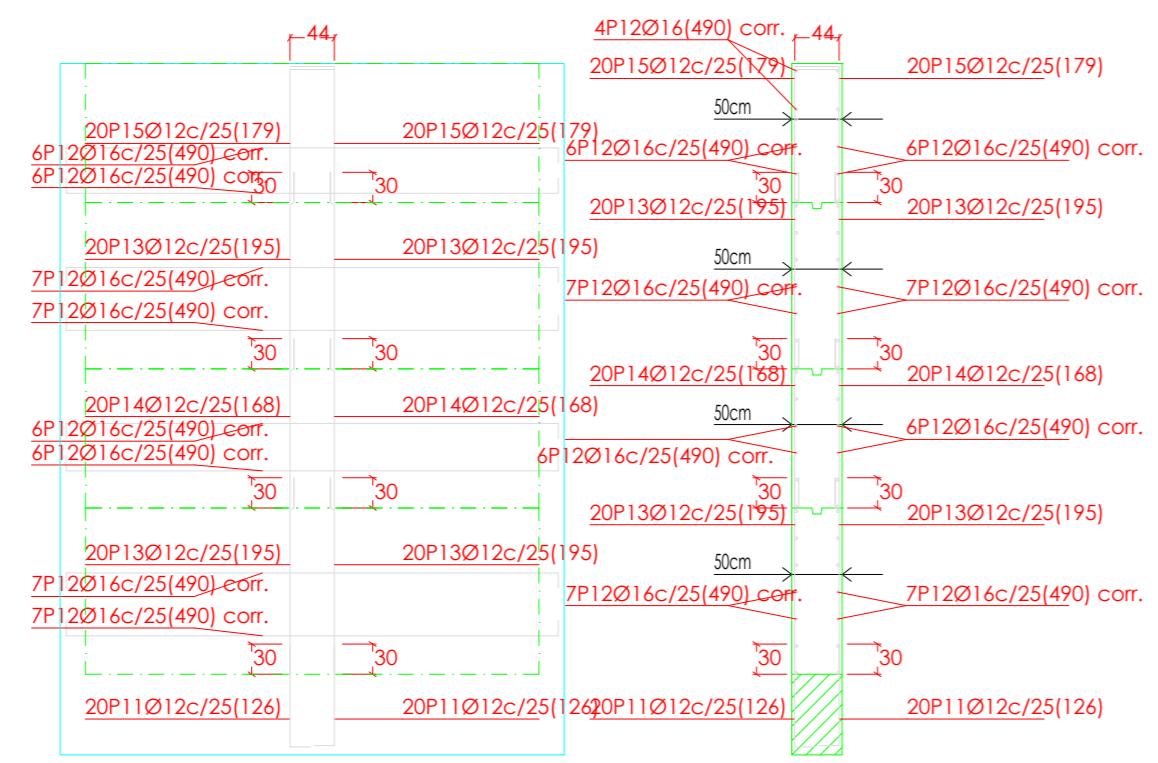 44
20P15Ø12c/25(179) 20P15Ø12c/25(179)
6P12Ø16c/25(490) corr.
6P12Ø16c/25(490) corr.
30 30
20P13Ø12c/25(195) 20P13Ø12c/25(195)
7P12Ø16c/25(490) corr.
7P12Ø16c/25(490) corr.
30 30
20P14Ø12c/25(168) 20P14Ø12c/25(168)
6P12Ø16c/25(490) corr.
6P12Ø16c/25(490) corr.
30 30
20P13Ø12c/25(195) 20P13Ø12c/25(195)
7P12Ø16c/25(490) corr.
7P12Ø16c/25(490) corr.
30 30
20P11Ø12c/25(126) 20P11Ø12c/25(126)
4P12Ø16(490) corr.
44
20P15Ø12c/25(179) 20P15Ø12c/25(179)
50cm
6P12Ø16c/25(490) corr. 6P12Ø16c/25(490) corr.
30 30
20P13Ø12c/25(195) 20P13Ø12c/25(195)
50cm
7P12Ø16c/25(490) corr. 7P12Ø16c/25(490) corr.
30 30
20P14Ø12c/25(168) 20P14Ø12c/25(168)
50cm
6P12Ø16c/25(490) corr. 6P12Ø16c/25(490) corr.
30 30
20P13Ø12c/25(195) 20P13Ø12c/25(195)
50cm
7P12Ø16c/25(490) corr. 7P12Ø16c/25(490) corr.
30 30
20P11Ø12c/25(126) 20P11Ø12c/25(126)